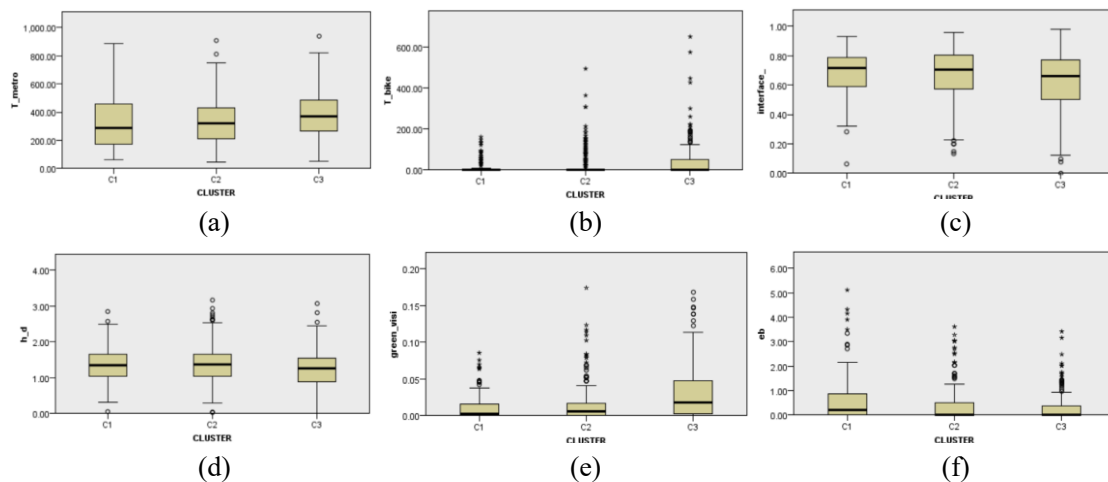 1,000.00
800.00
600.00
400.00
200.00
0.00
T_metro
C1 C2 C3
CLUSTER
(a)
600.00
400.00
200.00
0.00
T_bike
C1 C2 C3
CLUSTER
(b)
1.00
0.80
0.60
0.40
0.20
0.00
interface_
C1 C2 C3
CLUSTER
(c)
4.00
3.00
2.00
1.00
0.00
h_d
C1 C2 C3
CLUSTER
(d)
0.20
0.15
0.10
0.05
0.00
green_visi
C1 C2 C3
CLUSTER
(e)
6.00
5.00
4.00
3.00
2.00
1.00
0.00
eb
C1 C2 C3
CLUSTER
(f)